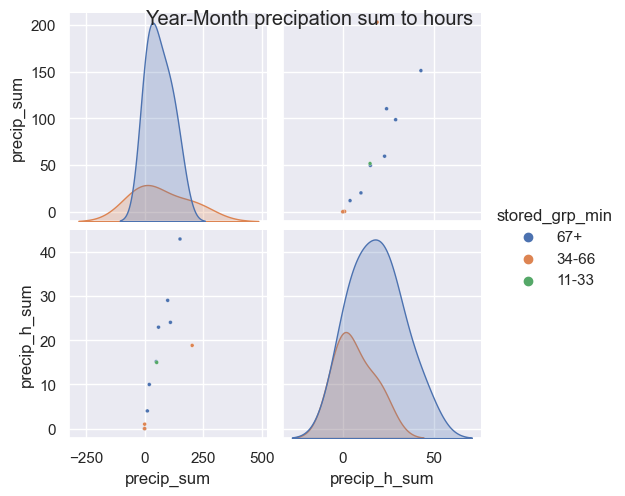 Year-Month precipation sum to hours
200
150
100
50
0
precip_sum
40
30
20
10
0
precip_h_sum
-250 0 250 500
precip_sum
0 50
precip_h_sum
stored_grp_min
67+
34-66
11-33